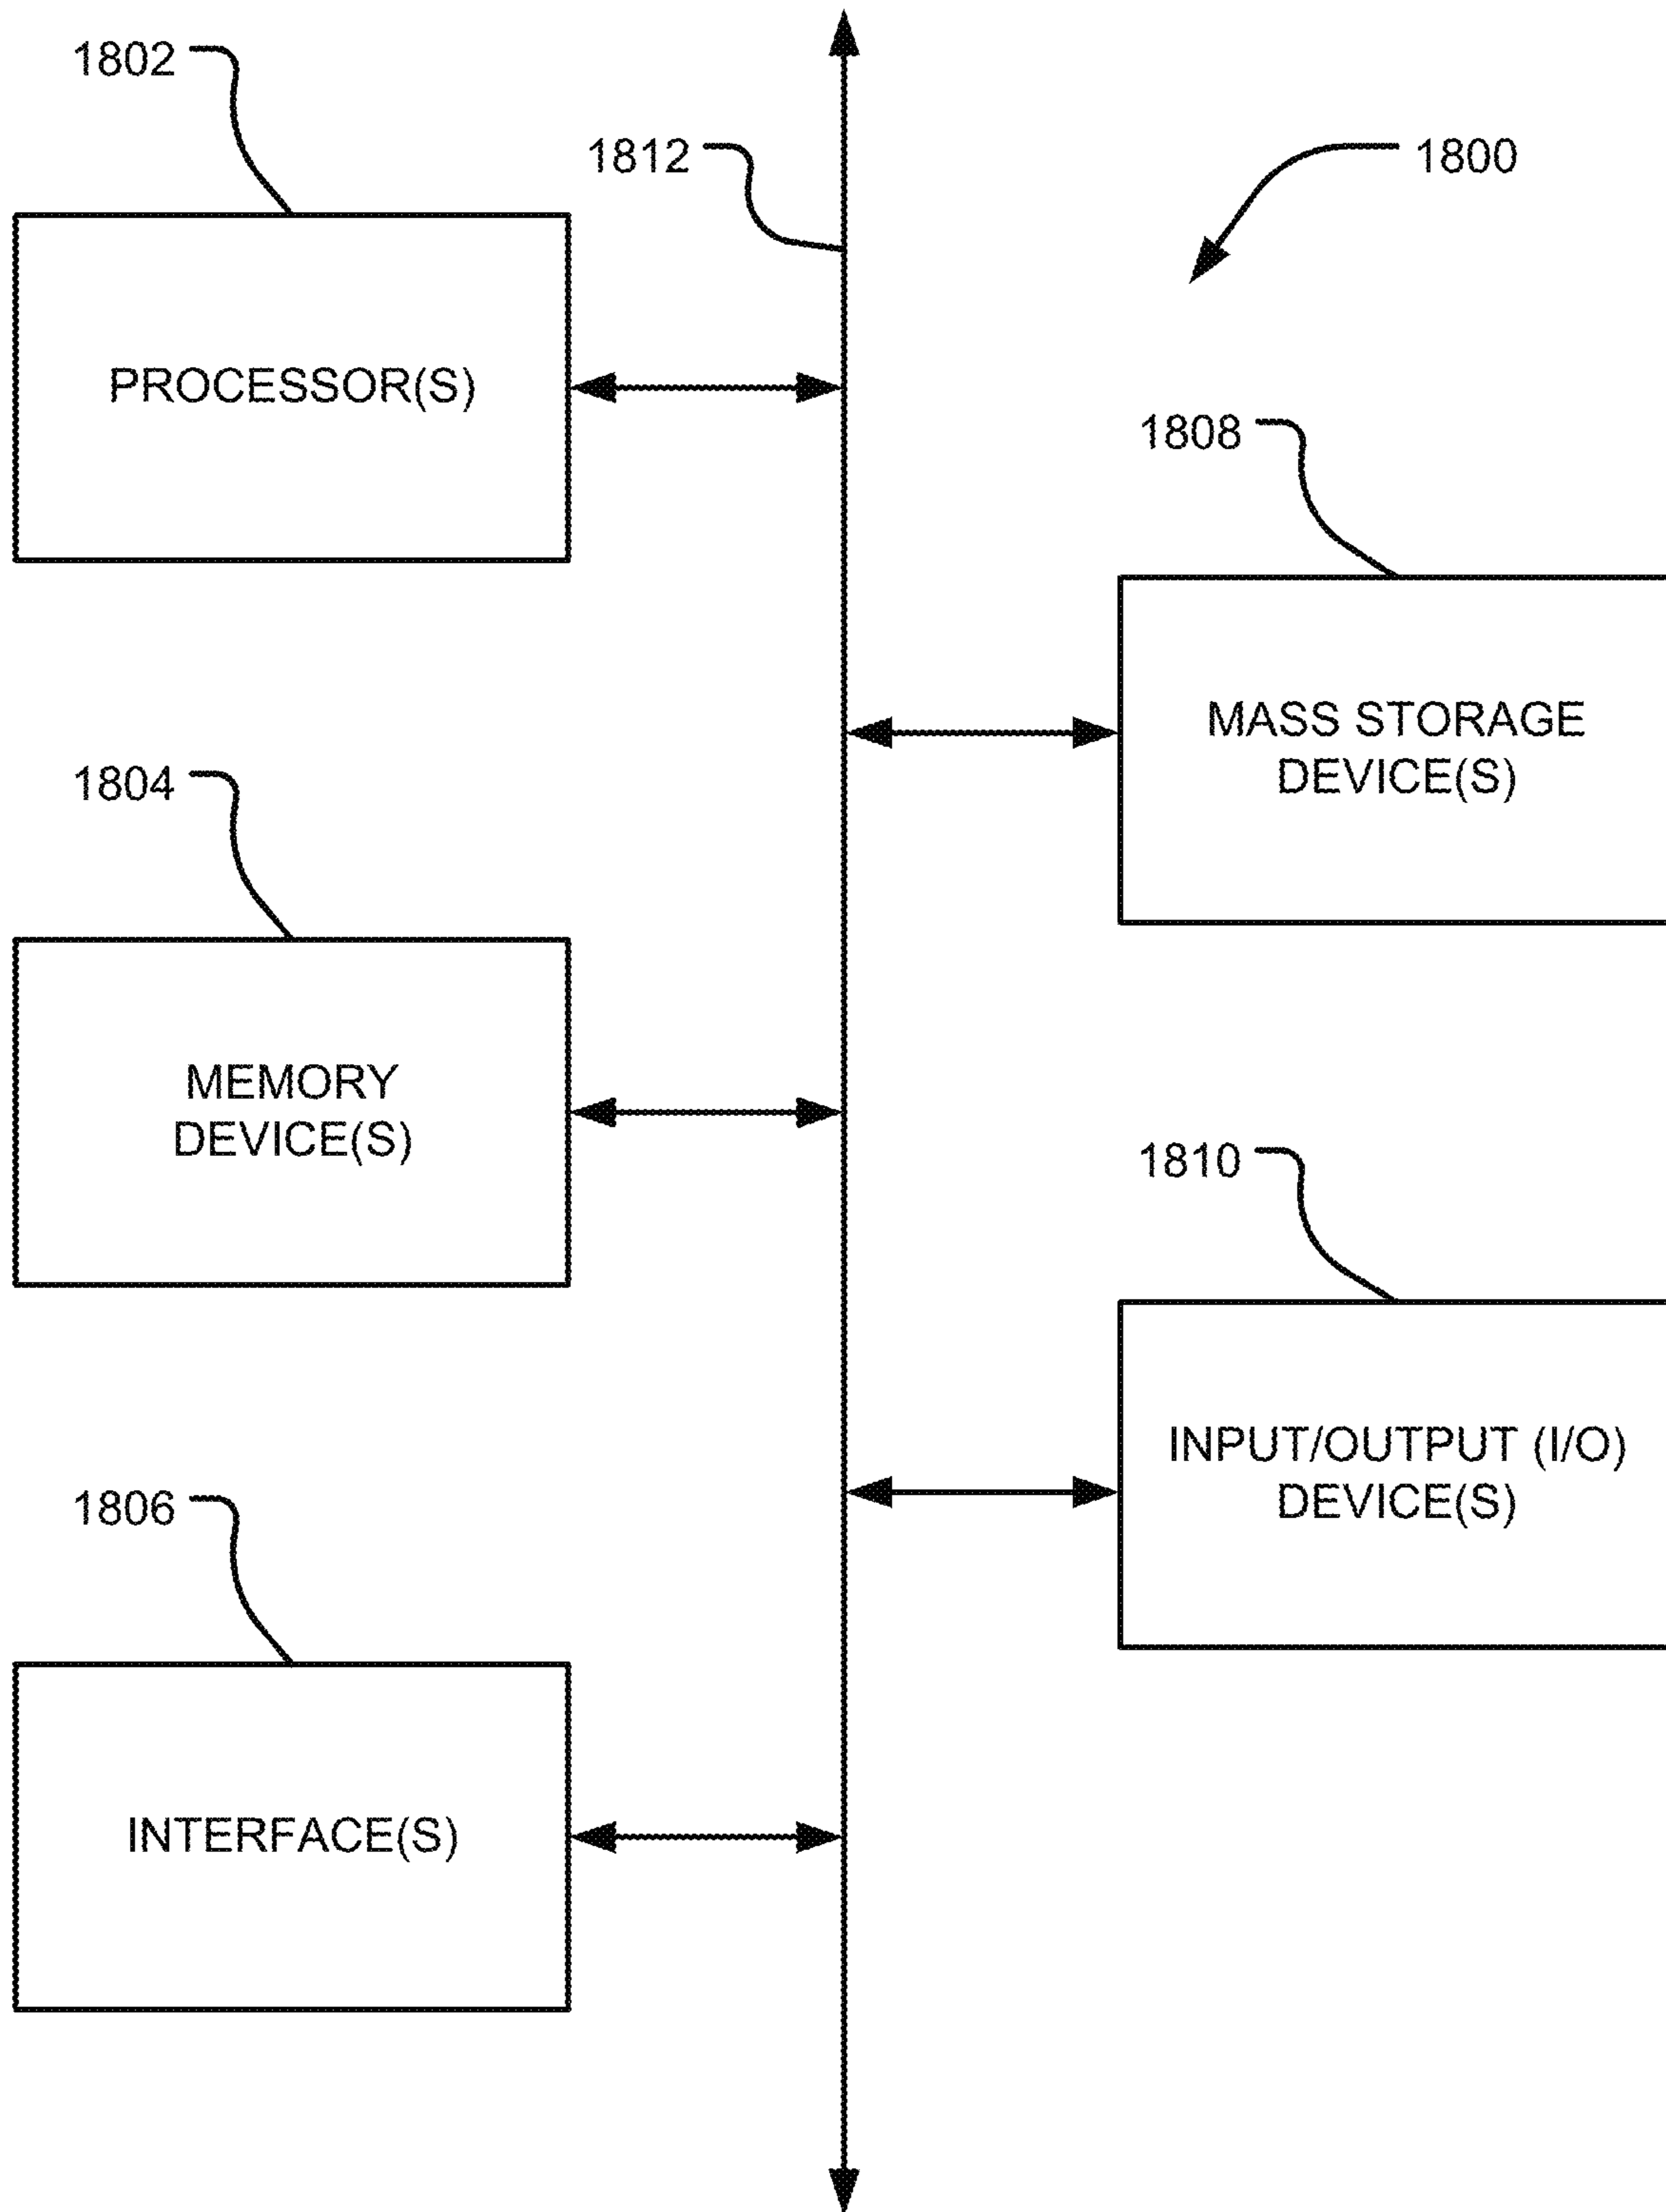 1802
1812
1800
PROCESSOR(S)
1808
MASS STORAGE
DEVICE(S)
1804
MEMORY
DEVICE(S)
1810
INPUT/OUTPUT (I/O)
DEVICE(S)
1806
INTERFACE(S)